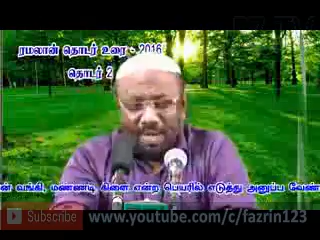 ரமலான் தொடர் உரை - 2016
தொடர் 2
வங்கி, மண்ணடி கிளை என்ற பெயரில் எடுத்து அனுப்ப வேண்
Subscribe www.youtube.com/c/fazrin123